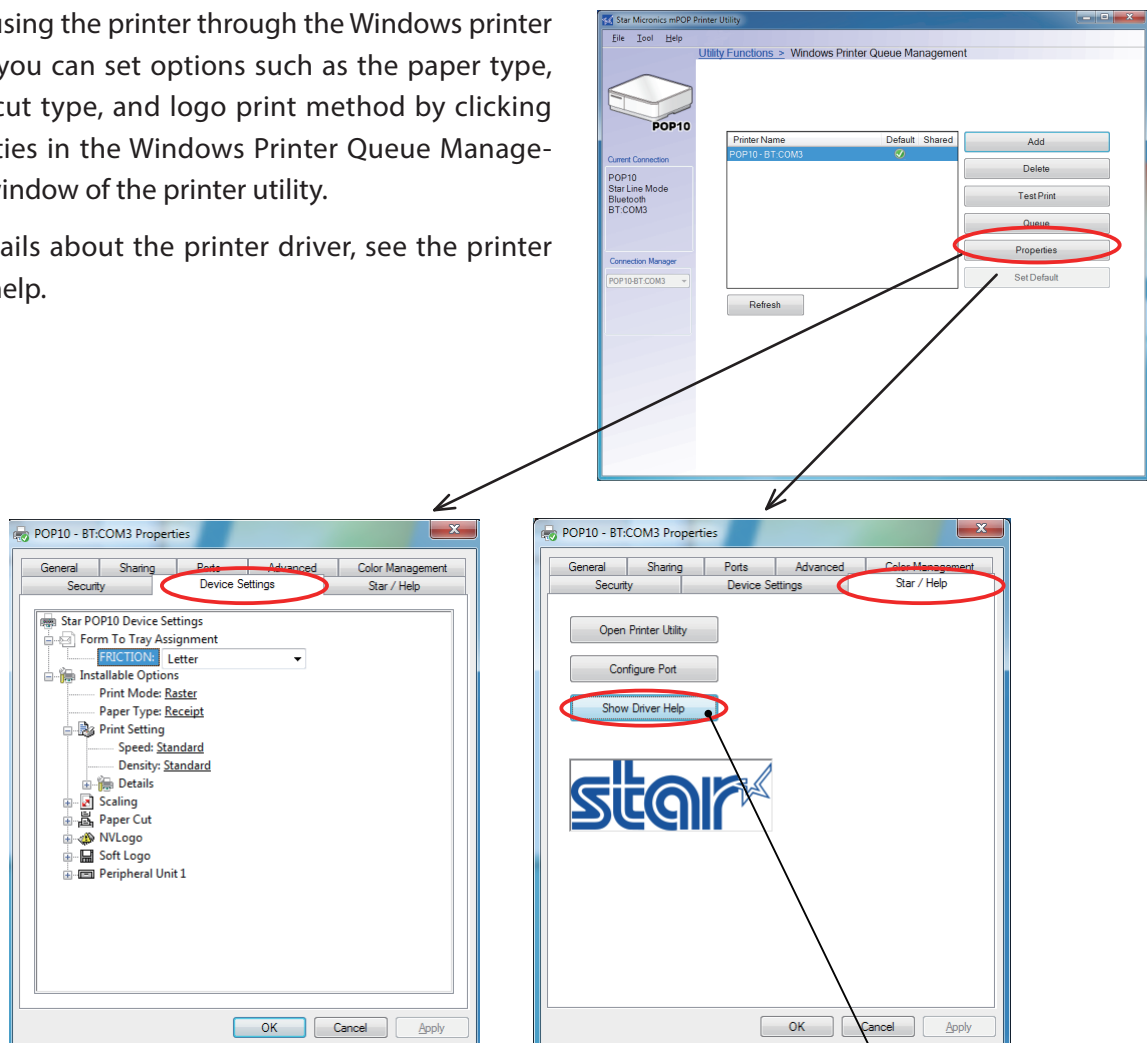 using the printer through the Windows printer
you can set options such as the paper type,
cut type, and logo print method by clicking
ties in the Windows Printer Queue Manage-
window of the printer utility.
ails about the printer driver, see the printer
help.
Star Micronics mPOP Printer Utility
File Tool Help
Utility Functions > Windows Printer Queue Management
POP10
Current Connection
POP10
Star Line Mode
Bluetooth
BT:COM3
Connection Manager
POP10-BT:COM3
Printer Name Default Shared
POP10 - BT:COM3
Refresh
Add
Delete
Test Print
Queue
Properties
Set Default
POP10 - BT:COM3 Properties
General Sharing Ports Advanced Color Management
Security Device Settings Star / Help
Star POP10 Device Settings
Form To Tray Assignment
FRICTION: Letter
Installable Options
Print Mode: Raster
Paper Type: Receipt
Print Setting
Speed: Standard
Density: Standard
Details
Scaling
Paper Cut
NVLogo
Soft Logo
Peripheral Unit 1
OK Cancel Apply
POP10 - BT:COM3 Properties
General Sharing Ports Advanced Color Management
Security Device Settings Star / Help
Open Printer Utility
Configure Port
Show Driver Help
star
OK Cancel Apply